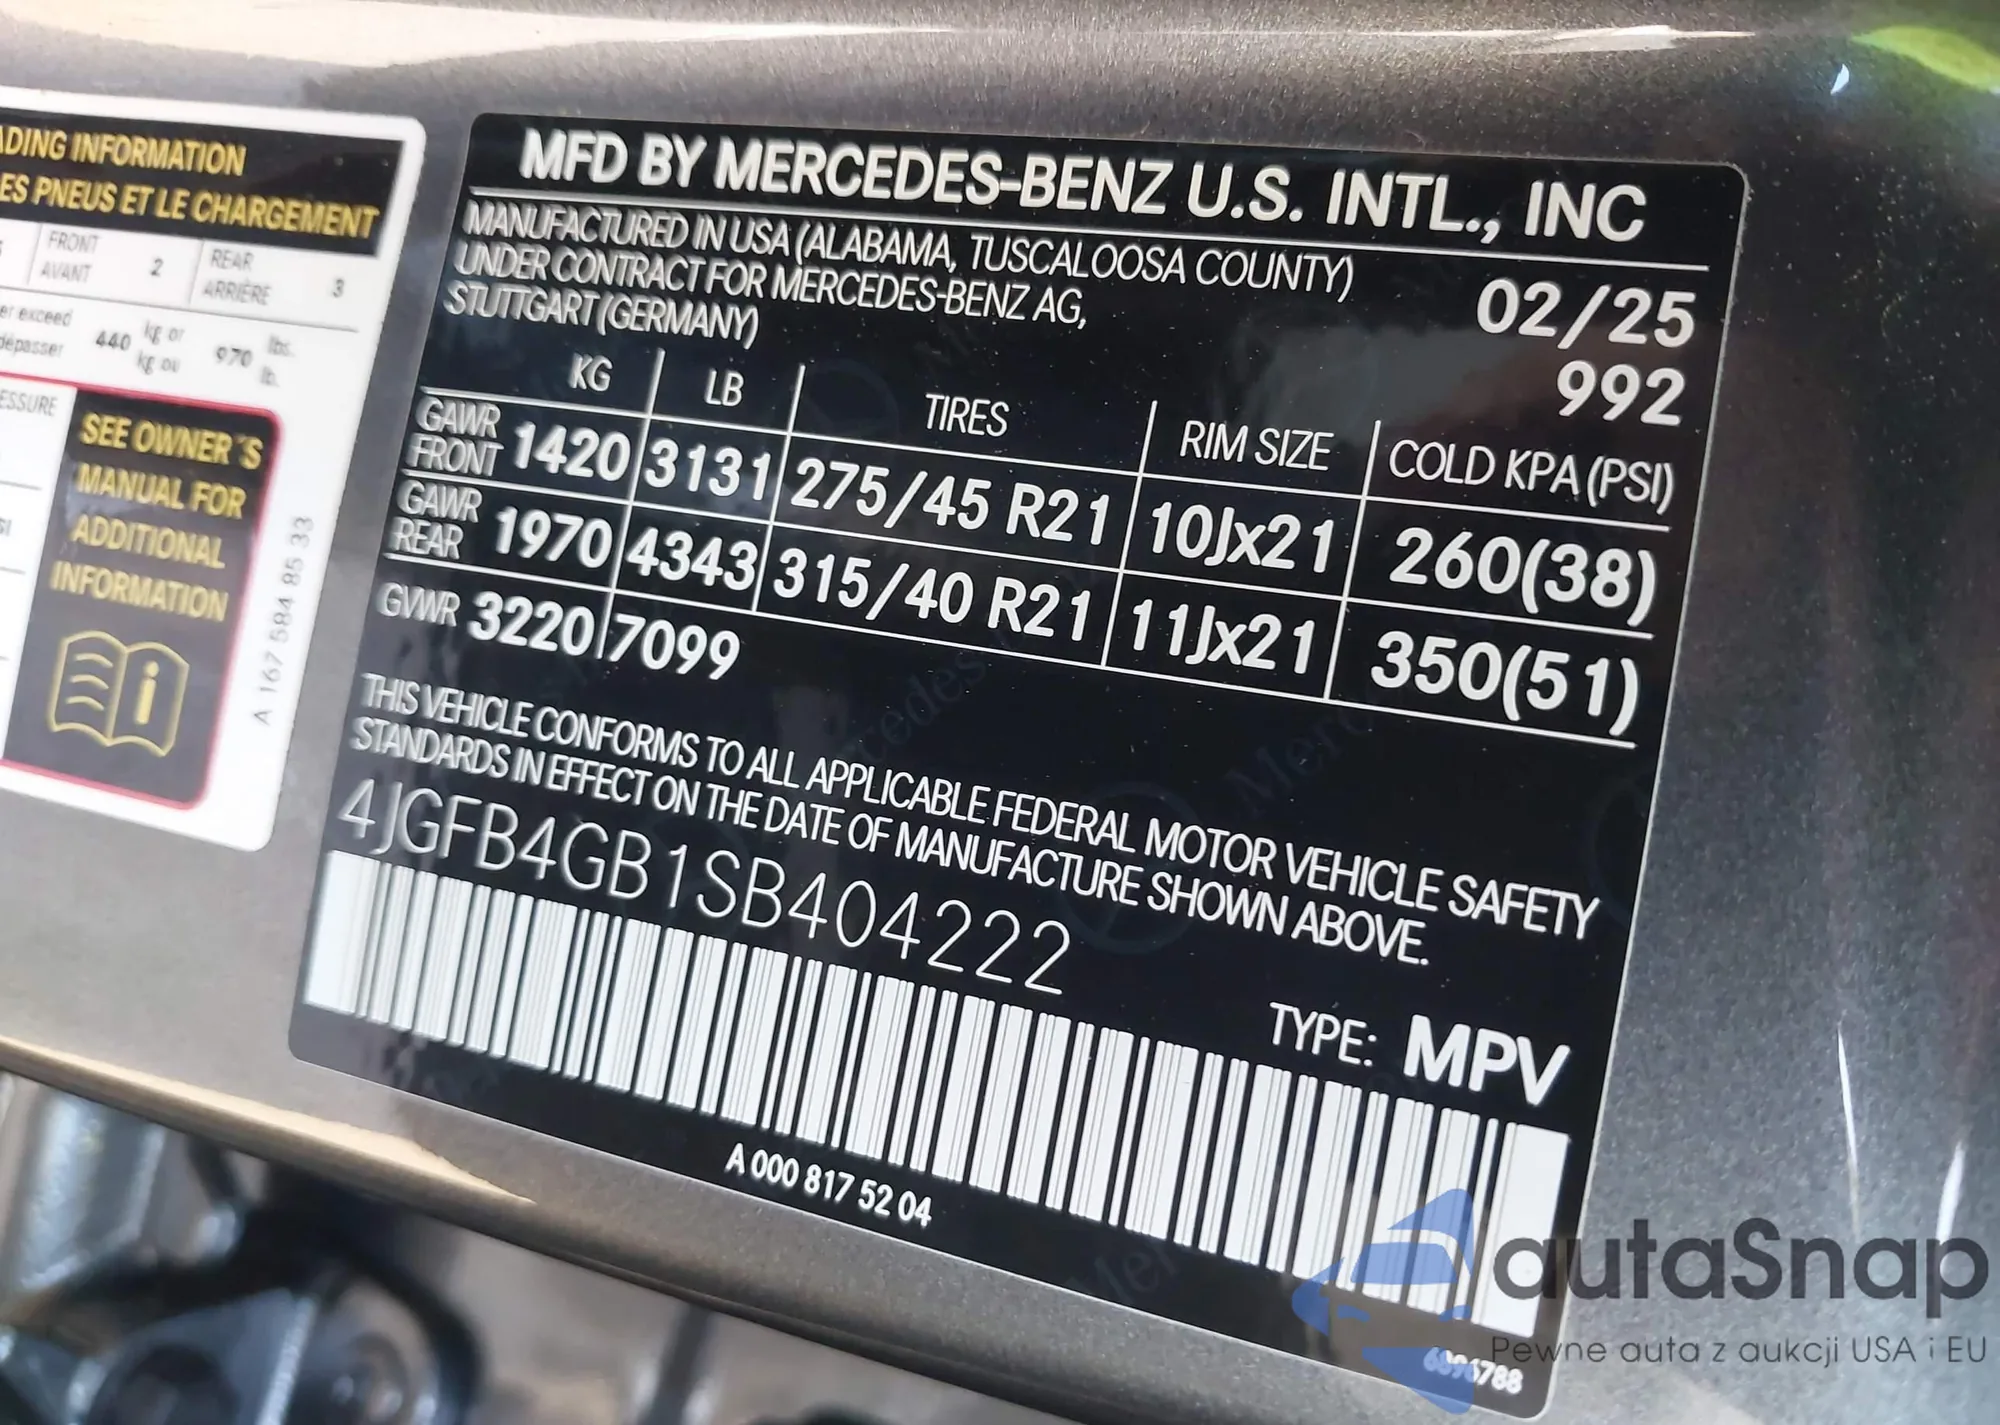 ADING INFORMATION
ES PNEUS ET LE CHARGEMENT
FRONT
AVANT 2 REAR
ARRIÈRE 3
er exceed
dépasser 440 kg or
kg ou 970 lbs.
lb.
ESSURE
SEE OWNER´S
MANUAL FOR
ADDITIONAL
INFORMATION
A 167 584 85 33
MFD BY MERCEDES-BENZ U.S. INTL., INC
MANUFACTURED IN USA (ALABAMA, TUSCALOOSA COUNTY)
UNDER CONTRACT FOR MERCEDES-BENZ AG,
STUTTGART (GERMANY)
02/25
992
KG LB TIRES RIM SIZE COLD KPA (PSI)
GAWR
FRONT 1420 3131 275/45 R21 10Jx21 260(38)
GAWR
REAR 1970 4343 315/40 R21 11Jx21 350(51)
GVWR 3220 7099
THIS VEHICLE CONFORMS TO ALL APPLICABLE FEDERAL MOTOR VEHICLE SAFETY
STANDARDS IN EFFECT ON THE DATE OF MANUFACTURE SHOWN ABOVE.
4JGFB4GB1SB404222
TYPE: MPV
A 000 817 52 04
autaSnap
Pewne auta z aukcji USA i EU